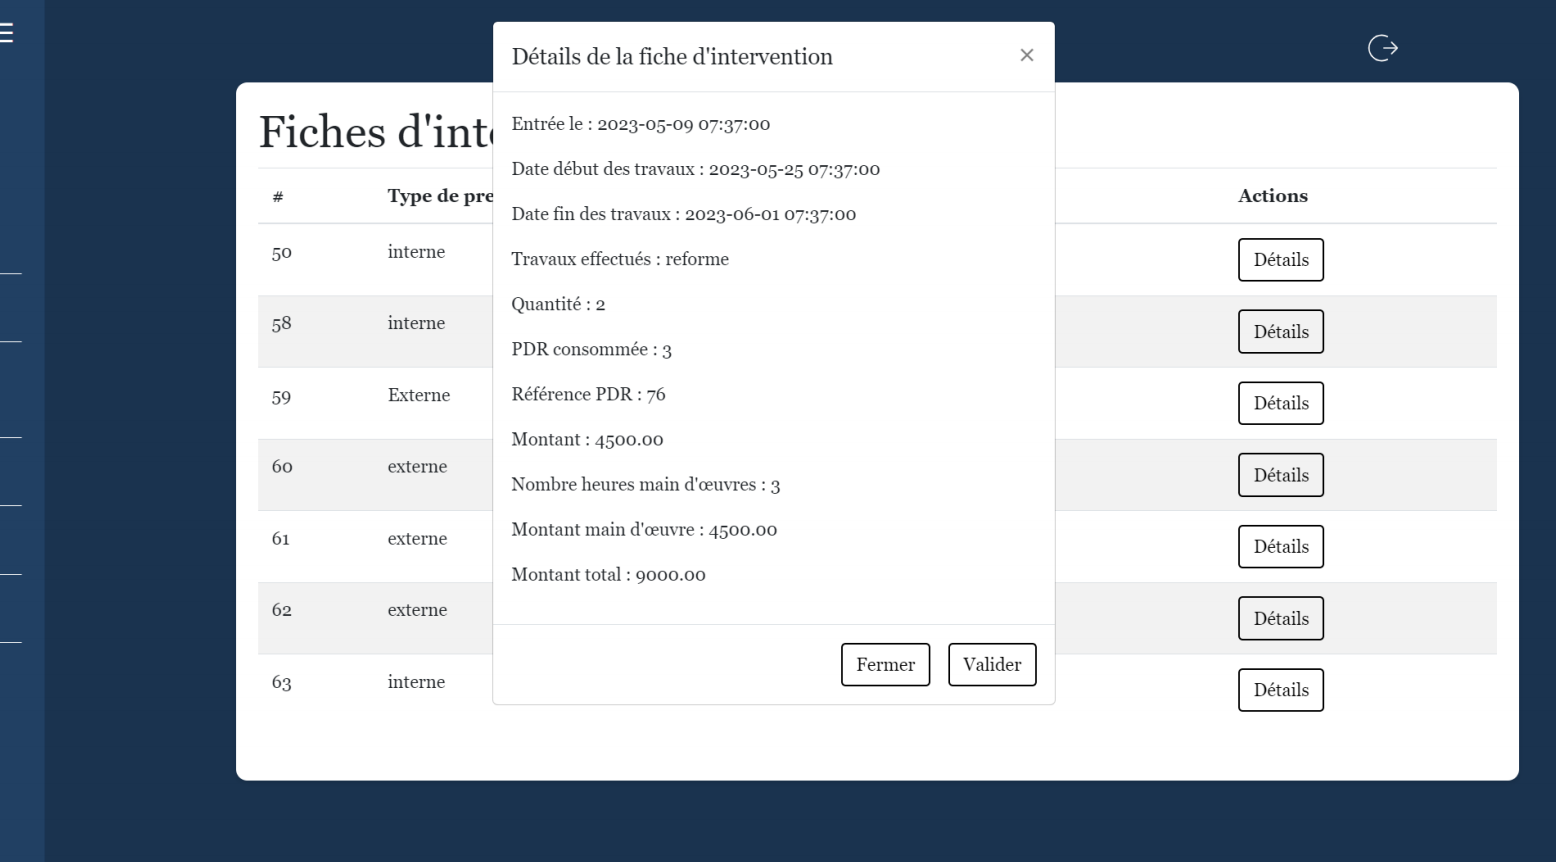 Détails de la fiche d'intervention ×
Entrée le : 2023-05-09 07:37:00
Date début des travaux : 2023-05-25 07:37:00
Date fin des travaux : 2023-06-01 07:37:00
Travaux effectués : reforme
Quantité : 2
PDR consommée : 3
Référence PDR : 76
Montant : 4500.00
Nombre heures main d'œuvres : 3
Montant main d'œuvre : 4500.00
Montant total : 9000.00
Fermer Valider
Fiches d'inte
# Type de pre Actions
50 interne Détails
58 interne Détails
59 Externe Détails
60 externe Détails
61 externe Détails
62 externe Détails
63 interne Détails